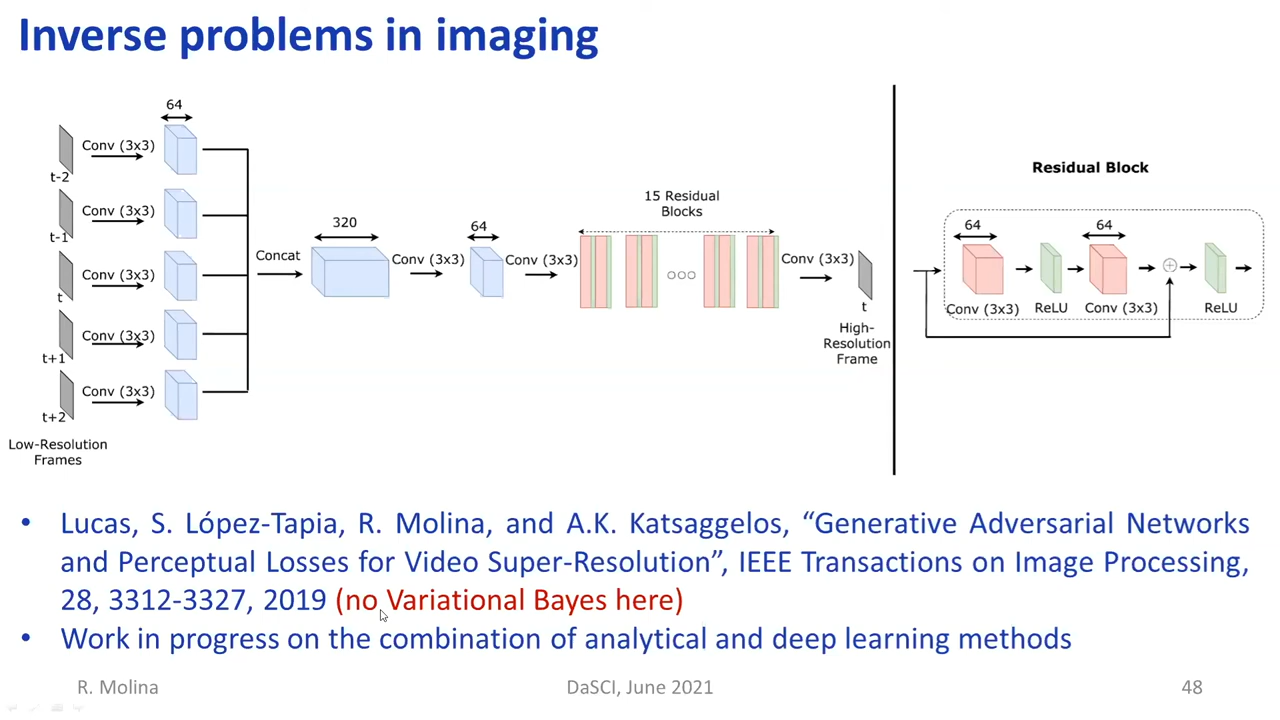 Inverse problems in imaging
64
Conv (3x3)
t-2
Conv (3x3)
t-1
Conv (3x3)
t
Conv (3x3)
t+1
Conv (3x3)
t+2
Low-Resolution
Frames
Concat
320
Conv (3x3)
64
Conv (3x3)
15 Residual
Blocks
Conv (3x3)
t
High-
Resolution
Frame
Residual Block
64
Conv (3x3)
ReLU
64
Conv (3x3)
ReLU
• Lucas, S. López-Tapia, R. Molina, and A.K. Katsaggelos, “Generative Adversarial Networks
and Perceptual Losses for Video Super-Resolution”, IEEE Transactions on Image Processing,
28, 3312-3327, 2019 (no Variational Bayes here)
• Work in progress on the combination of analytical and deep learning methods
R. Molina
DaSCI, June 2021
48